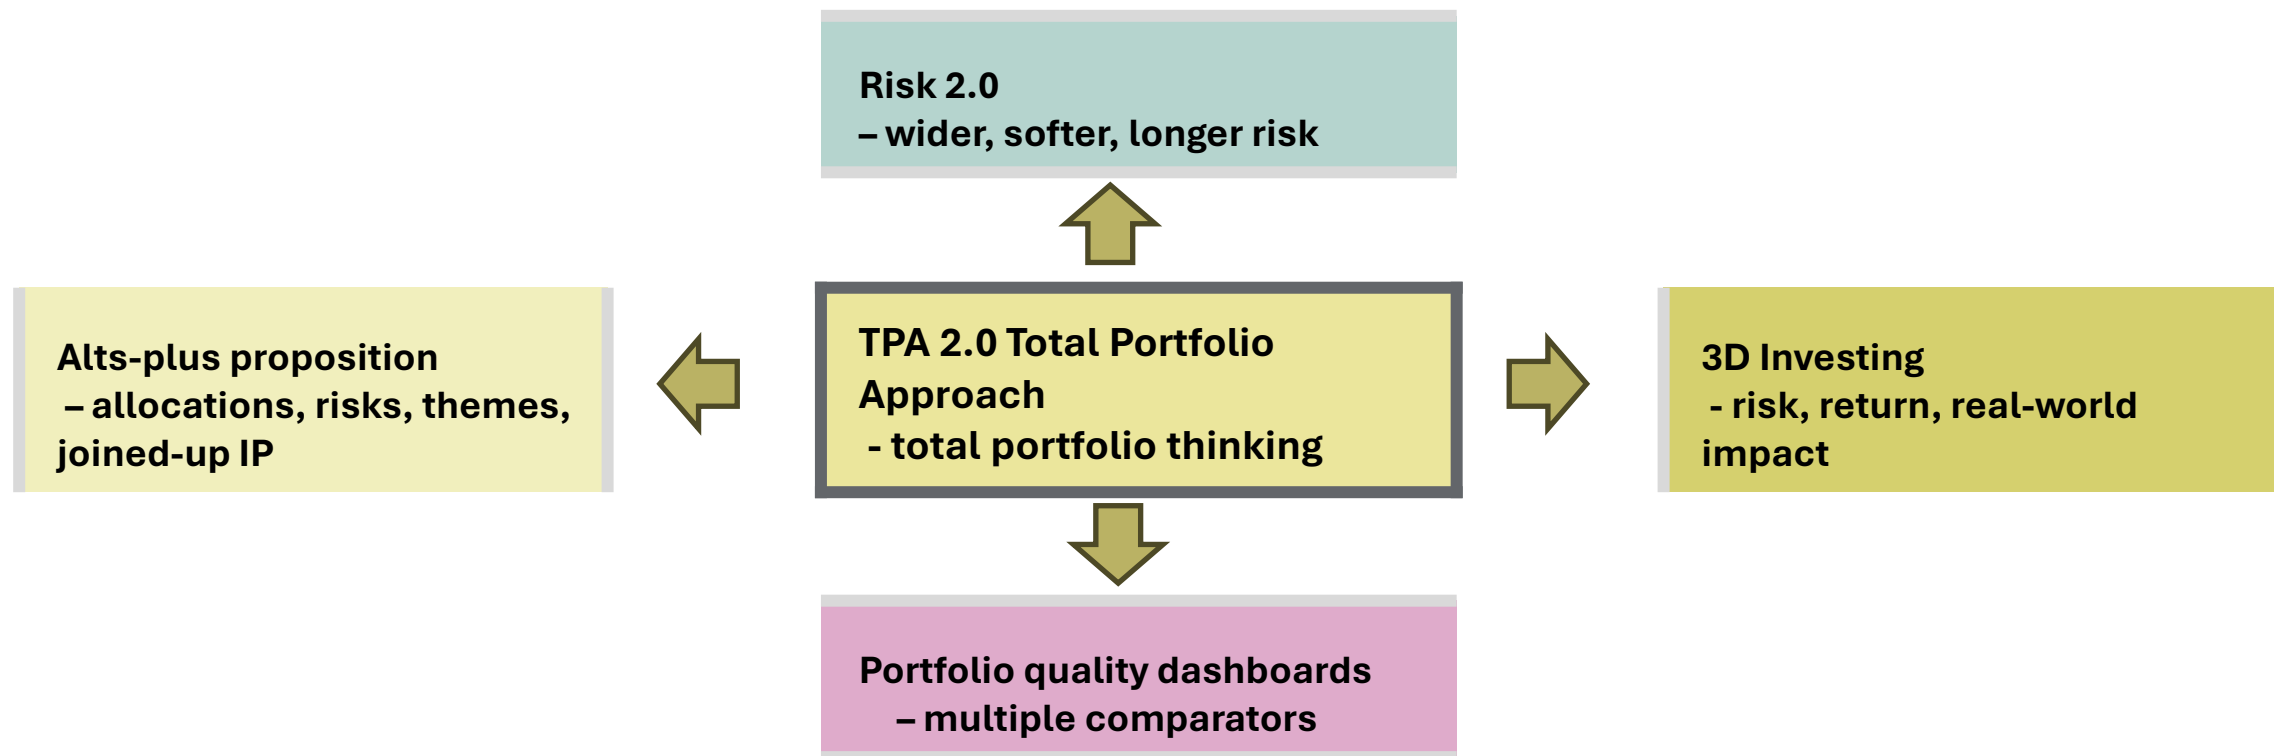 Risk 2.0
– wider, softer, longer risk
Alts-plus proposition
– allocations, risks, themes,
joined-up IP
TPA 2.0 Total Portfolio
Approach
- total portfolio thinking
3D Investing
- risk, return, real-world
impact
Portfolio quality dashboards
– multiple comparators